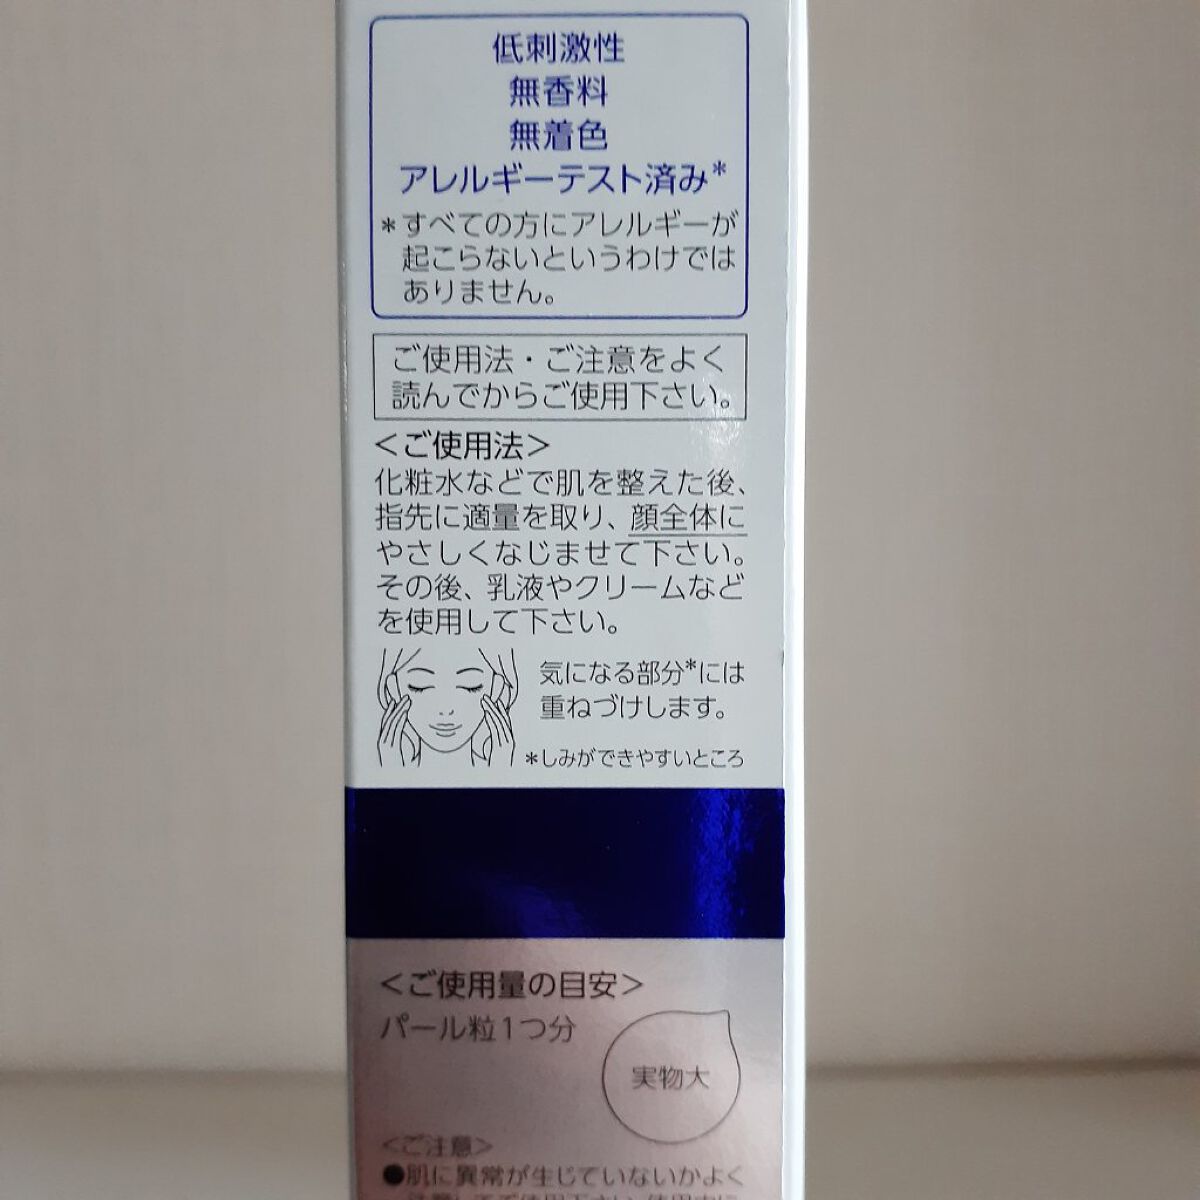 低刺激性
無香料
無着色
アレルギーテスト済み*
*すべての方にアレルギーが
起こらないというわけでは
ありません。
ご使用法・ご注意をよく
読んでからご使用下さい。
＜ご使用法＞
化粧水などで肌を整えた後、
指先に適量を取り、顔全体に
やさしくなじませて下さい。
その後、乳液やクリームなど
を使用して下さい。
気になる部分*には
重ねづけします。
*しみができやすいところ
＜ご使用量の目安＞
パール粒1つ分
実物大
＜ご注意＞
●肌に異常が生じていないかよく